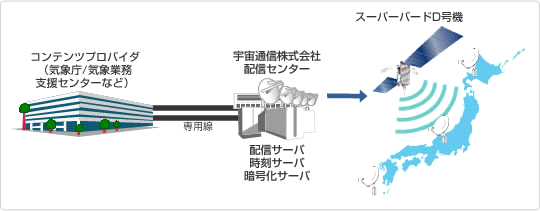 スーパーバードD号機
コンテンツプロバイダ
（気象庁/気象業務
支援センターなど）
宇宙通信株式会社
配信センター
専用線
配信サーバ
時刻サーバ
暗号化サーバ